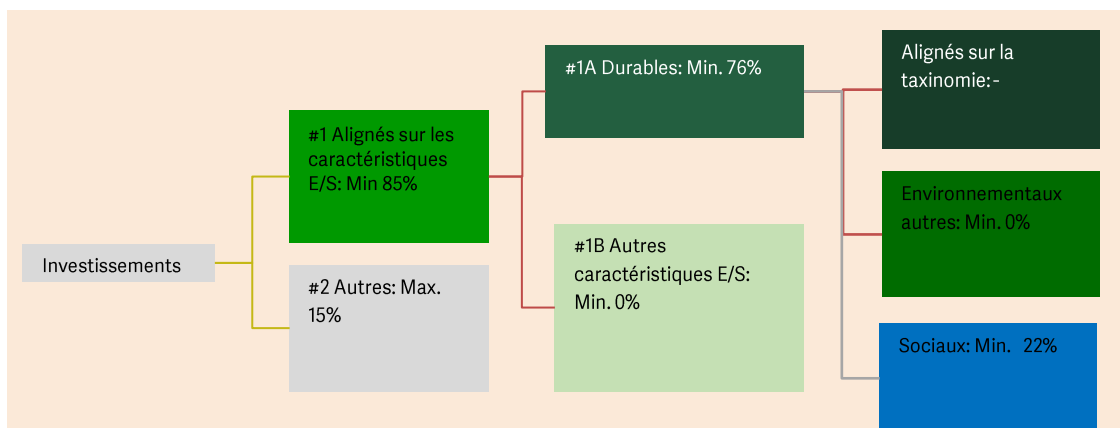 Investissements
#1 Alignés sur les
caractéristiques
E/S: Min 85%
#2 Autres: Max.
15%
#1A Durables: Min. 76%
#1B Autres
caractéristiques E/S:
Min. 0%
Alignés sur la
taxinomie:-
Environnementaux
autres: Min. 0%
Sociaux: Min. 22%